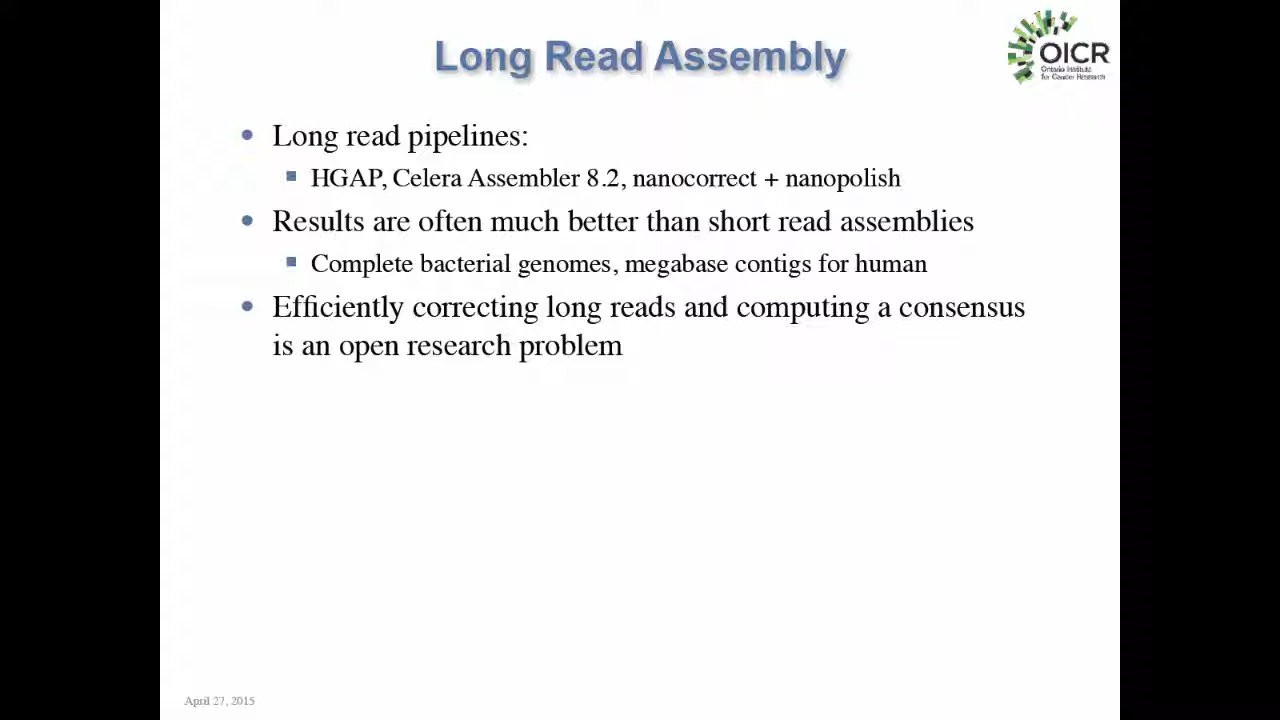 Long Read Assembly
OICR
Ontario Institute
for Cancer Research
• Long read pipelines:
▪ HGAP, Celera Assembler 8.2, nanocorrect + nanopolish
• Results are often much better than short read assemblies
▪ Complete bacterial genomes, megabase contigs for human
• Efficiently correcting long reads and computing a consensus
is an open research problem
April 27, 2015